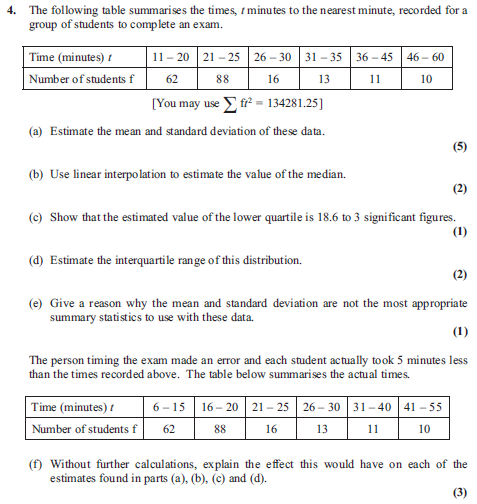 4. The following table summarises the times, t minutes to the nearest minute, recorded for a
group of students to complete an exam.
Time (minutes) t 11 – 20 21 – 25 26 – 30 31 – 35 36 – 45 46 – 60
Number of students f 62 88 16 13 11 10
[You may use ∑ ft² = 134281.25]
(a) Estimate the mean and standard deviation of these data.
(5)
(b) Use linear interpolation to estimate the value of the median.
(2)
(c) Show that the estimated value of the lower quartile is 18.6 to 3 significant figures.
(1)
(d) Estimate the interquartile range of this distribution.
(2)
(e) Give a reason why the mean and standard deviation are not the most appropriate
summary statistics to use with these data.
(1)
The person timing the exam made an error and each student actually took 5 minutes less
than the times recorded above. The table below summarises the actual times.
Time (minutes) t 6 – 15 16 – 20 21 – 25 26 – 30 31 – 40 41 – 55
Number of students f 62 88 16 13 11 10
(f) Without further calculations, explain the effect this would have on each of the
estimates found in parts (a), (b), (c) and (d).
(3)